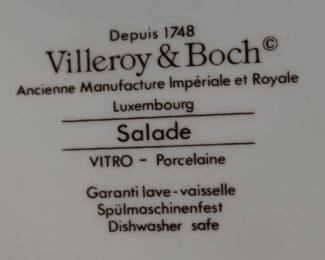 Depuis 1748
Villeroy & Boch©
Ancienne Manufacture Impériale et Royale
Luxembourg
Salade
VITRO - Porcelaine
Garanti lave-vaisselle
Spülmaschinenfest
Dishwasher safe